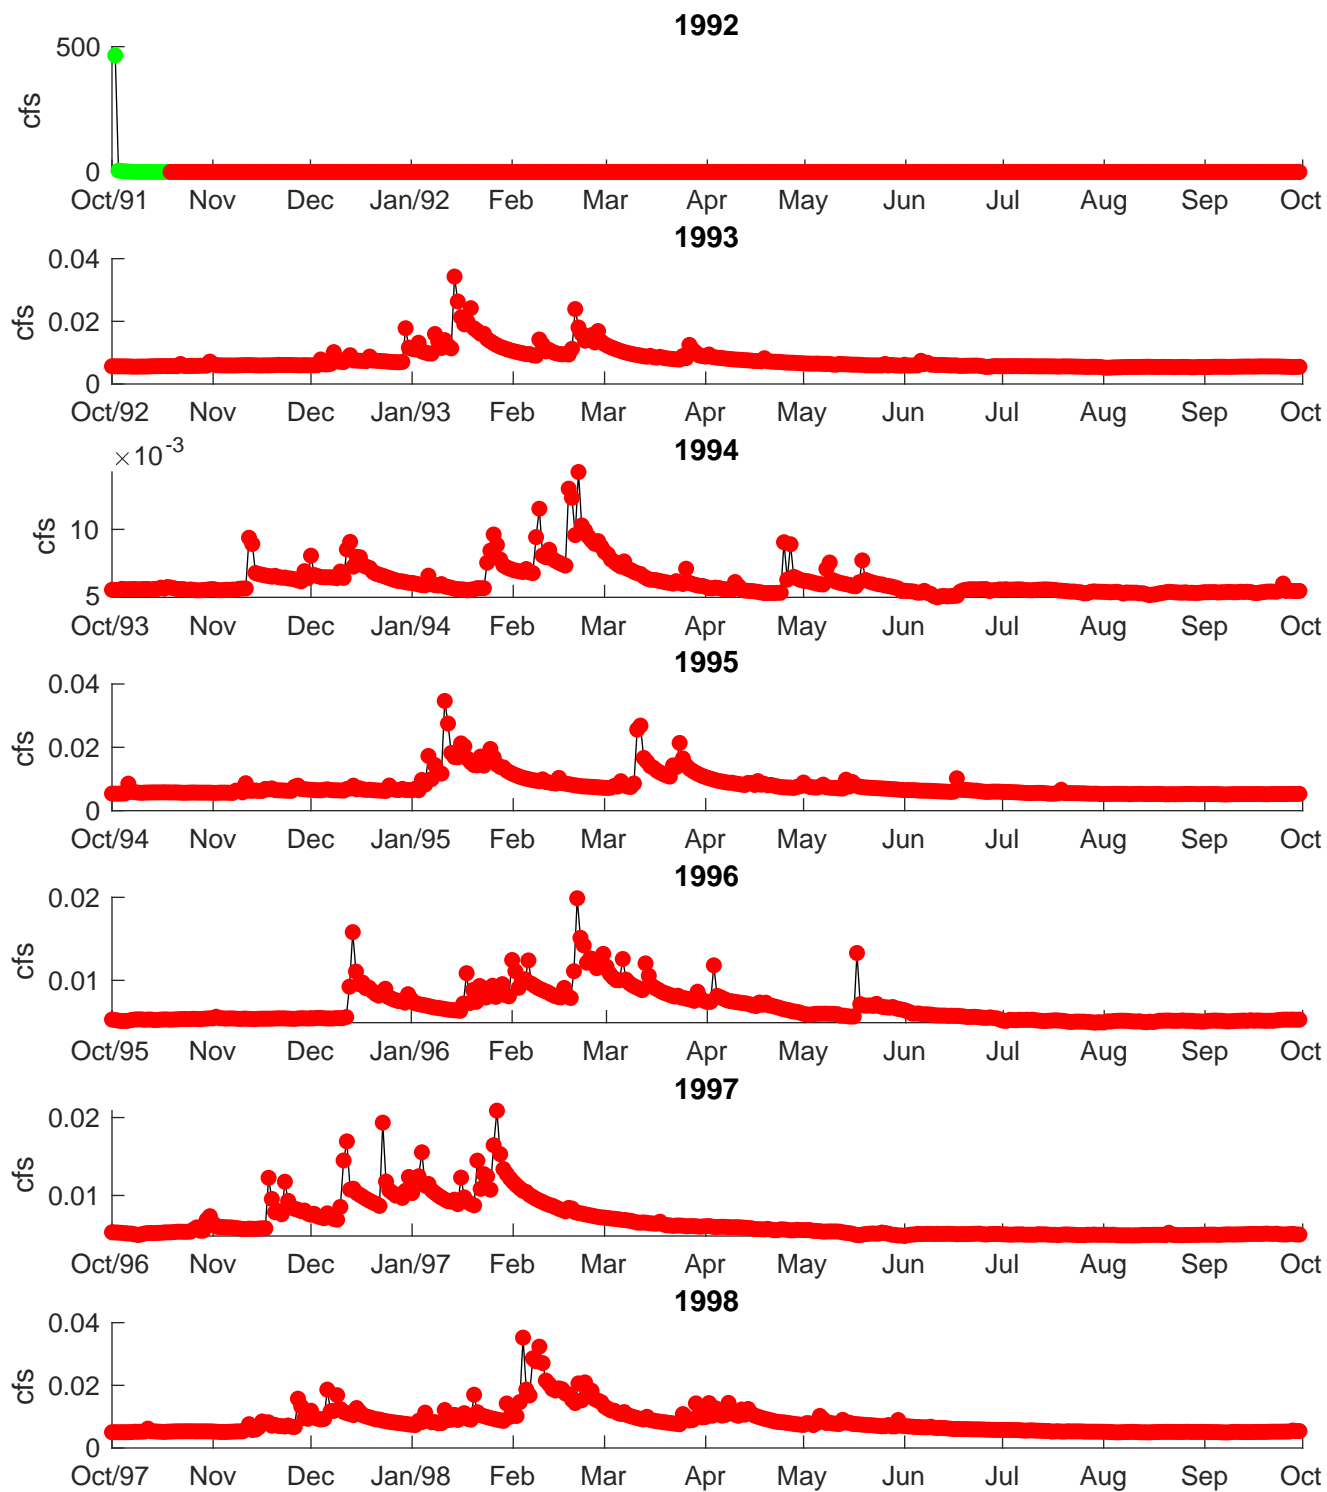 1992
500
cfs
0
Oct/91 Nov Dec Jan/92 Feb Mar Apr May Jun Jul Aug Sep Oct
1993
0.04
cfs
0.02
0
Oct/92 Nov Dec Jan/93 Feb Mar Apr May Jun Jul Aug Sep Oct
×10-3
1994
10
cfs
5
Oct/93 Nov Dec Jan/94 Feb Mar Apr May Jun Jul Aug Sep Oct
1995
0.04
cfs
0.02
0
Oct/94 Nov Dec Jan/95 Feb Mar Apr May Jun Jul Aug Sep Oct
1996
0.02
cfs
0.01
Oct/95 Nov Dec Jan/96 Feb Mar Apr May Jun Jul Aug Sep Oct
1997
0.02
cfs
0.01
Oct/96 Nov Dec Jan/97 Feb Mar Apr May Jun Jul Aug Sep Oct
1998
0.04
cfs
0.02
0
Oct/97 Nov Dec Jan/98 Feb Mar Apr May Jun Jul Aug Sep Oct